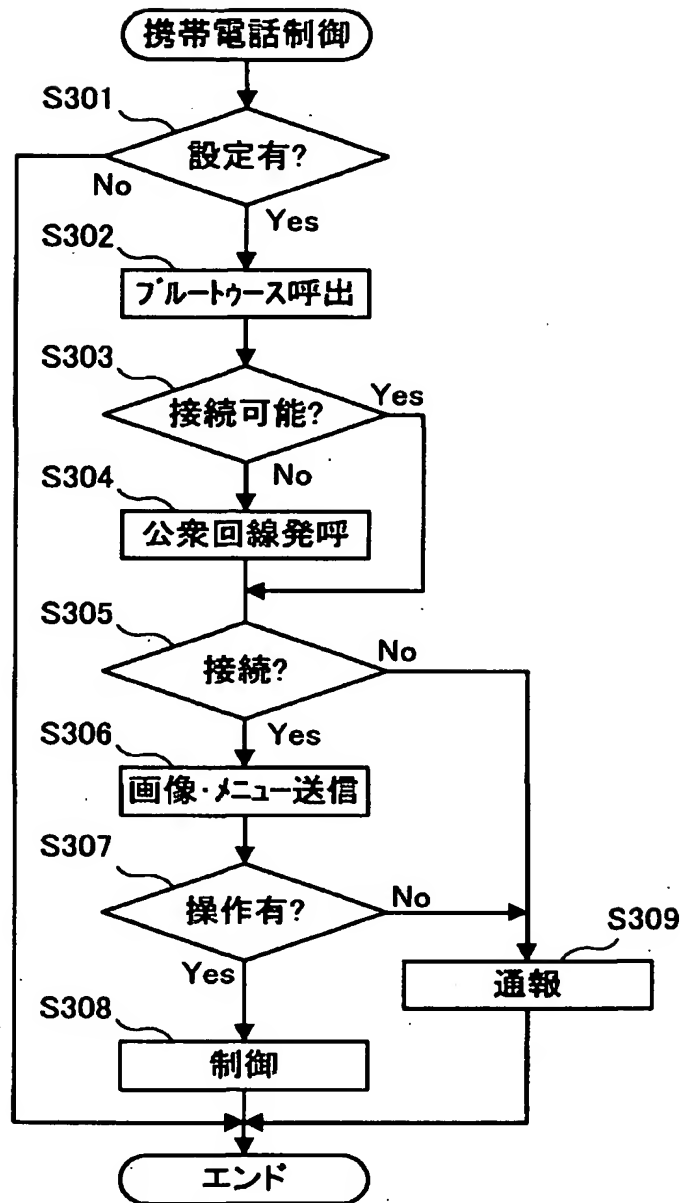 携帯電話制御
S301
設定有?
No
Yes
S302
ブルートゥース呼出
S303
接続可能?
Yes
No
S304
公衆回線発呼
S305
接続?
No
Yes
S306
画像・メニュー送信
S307
操作有?
No
Yes
S309
通報
S308
制御
エンド